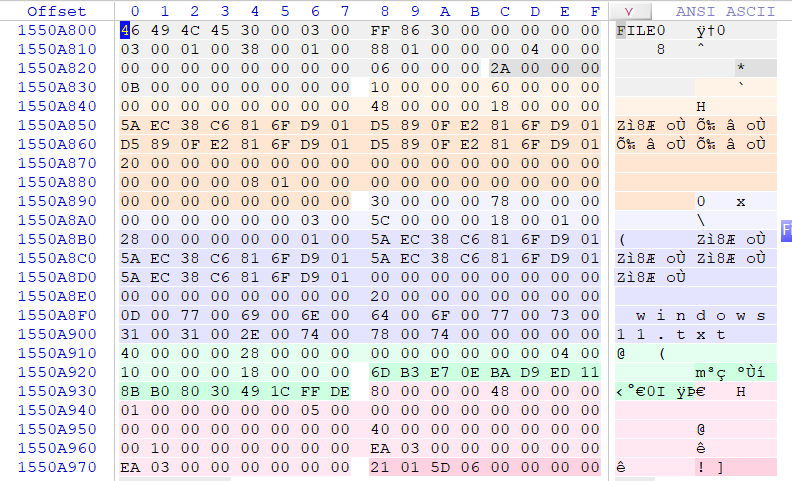 Offset 0 1 2 3 4 5 6 7 8 9 A B C D E F ANSI ASCII
1550A800 46 49 4C 45 30 00 03 00 FF 86 30 00 00 00 00 00 FILE0 ÿ†0
1550A810 03 00 01 00 38 00 01 00 88 01 00 00 00 04 00 00 8 ˆ
1550A820 00 00 00 00 00 00 00 00 06 00 00 00 2A 00 00 00 *
1550A830 0B 00 00 00 00 00 00 00 10 00 00 00 60 00 00 00 `
1550A840 00 00 00 00 00 00 00 00 48 00 00 00 18 00 00 00 H
1550A850 5A EC 38 C6 81 6F D9 01 D5 89 0F E2 81 6F D9 01 Zì8Æ oÙ Õ‰ â oÙ
1550A860 D5 89 0F E2 81 6F D9 01 D5 89 0F E2 81 6F D9 01 Õ‰ â oÙ Õ‰ â oÙ
1550A870 20 00 00 00 00 00 00 00 00 00 00 00 00 00 00 00
1550A880 00 00 00 00 08 01 00 00 00 00 00 00 00 00 00 00
1550A890 00 00 00 00 00 00 00 00 30 00 00 00 78 00 00 00 0 x
1550A8A0 00 00 00 00 00 00 03 00 5C 00 00 00 18 00 01 00 \
1550A8B0 28 00 00 00 00 00 01 00 5A EC 38 C6 81 6F D9 01 ( Zì8Æ oÙ
1550A8C0 5A EC 38 C6 81 6F D9 01 5A EC 38 C6 81 6F D9 01 Zì8Æ oÙ Zì8Æ oÙ
1550A8D0 5A EC 38 C6 81 6F D9 01 00 00 00 00 00 00 00 00 Zì8Æ oÙ
1550A8E0 00 00 00 00 00 00 00 00 20 00 00 00 00 00 00 00
1550A8F0 0D 00 77 00 69 00 6E 00 64 00 6F 00 77 00 73 00 w i n d o w s
1550A900 31 00 31 00 2E 00 74 00 78 00 74 00 00 00 00 00 1 1 . t x t
1550A910 40 00 00 00 28 00 00 00 00 00 00 00 00 00 04 00 @ (
1550A920 10 00 00 00 18 00 00 00 6D B3 E7 0E BA D9 ED 11 m³ç ºÙí
1550A930 8B B0 80 30 49 1C FF DE 80 00 00 00 48 00 00 00 ‹°€0I ÿÞ€ H
1550A940 01 00 00 00 00 00 05 00 00 00 00 00 00 00 00 00
1550A950 00 00 00 00 00 00 00 00 40 00 00 00 00 00 00 00 @
1550A960 00 10 00 00 00 00 00 00 EA 03 00 00 00 00 00 00 ê
1550A970 EA 03 00 00 00 00 00 00 21 01 5D 06 00 00 00 00 ê ! ]